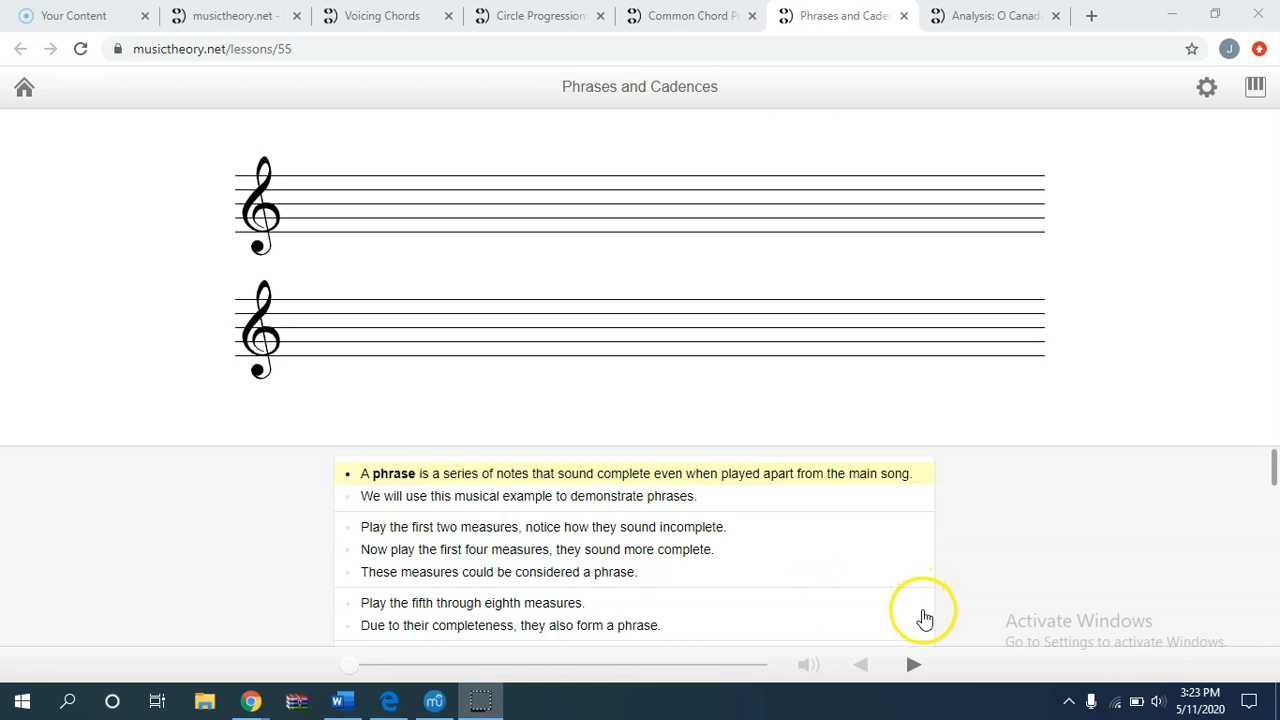 Your Content
musictheory.net -
Voicing Chords
Circle Progression
Common Chord P
Phrases and Cade
Analysis: O Canad
musictheory.net/lessons/55
J
Phrases and Cadences
• A phrase is a series of notes that sound complete even when played apart from the main song.
We will use this musical example to demonstrate phrases.
Play the first two measures, notice how they sound incomplete.
Now play the first four measures, they sound more complete.
These measures could be considered a phrase.
Play the fifth through eighth measures.
Due to their completeness, they also form a phrase.
Activate Windows
Go to Settings to activate Windows.
3:23 PM
5/11/2020